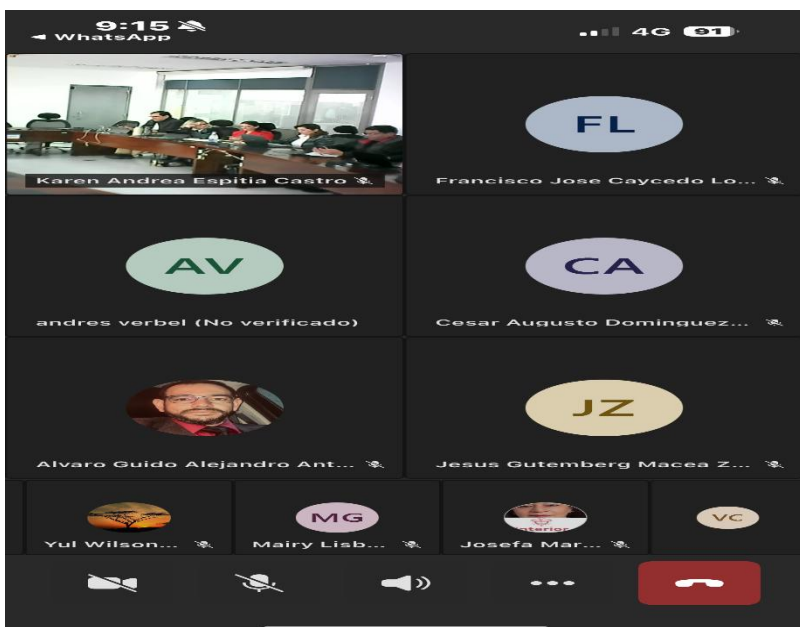 9:15
4G 91
◄ WhatsApp
Karen Andrea Espitia Castro
FL
Francisco Jose Caycedo Lo...
AV
andres verbel (No verificado)
CA
Cesar Augusto Dominguez...
Alvaro Guido Alejandro Ant...
JZ
Jesus Gutemberg Macea Z...
Yul Wilson...
MG
Mairy Lisb...
interior
Josefa Mar...
VC